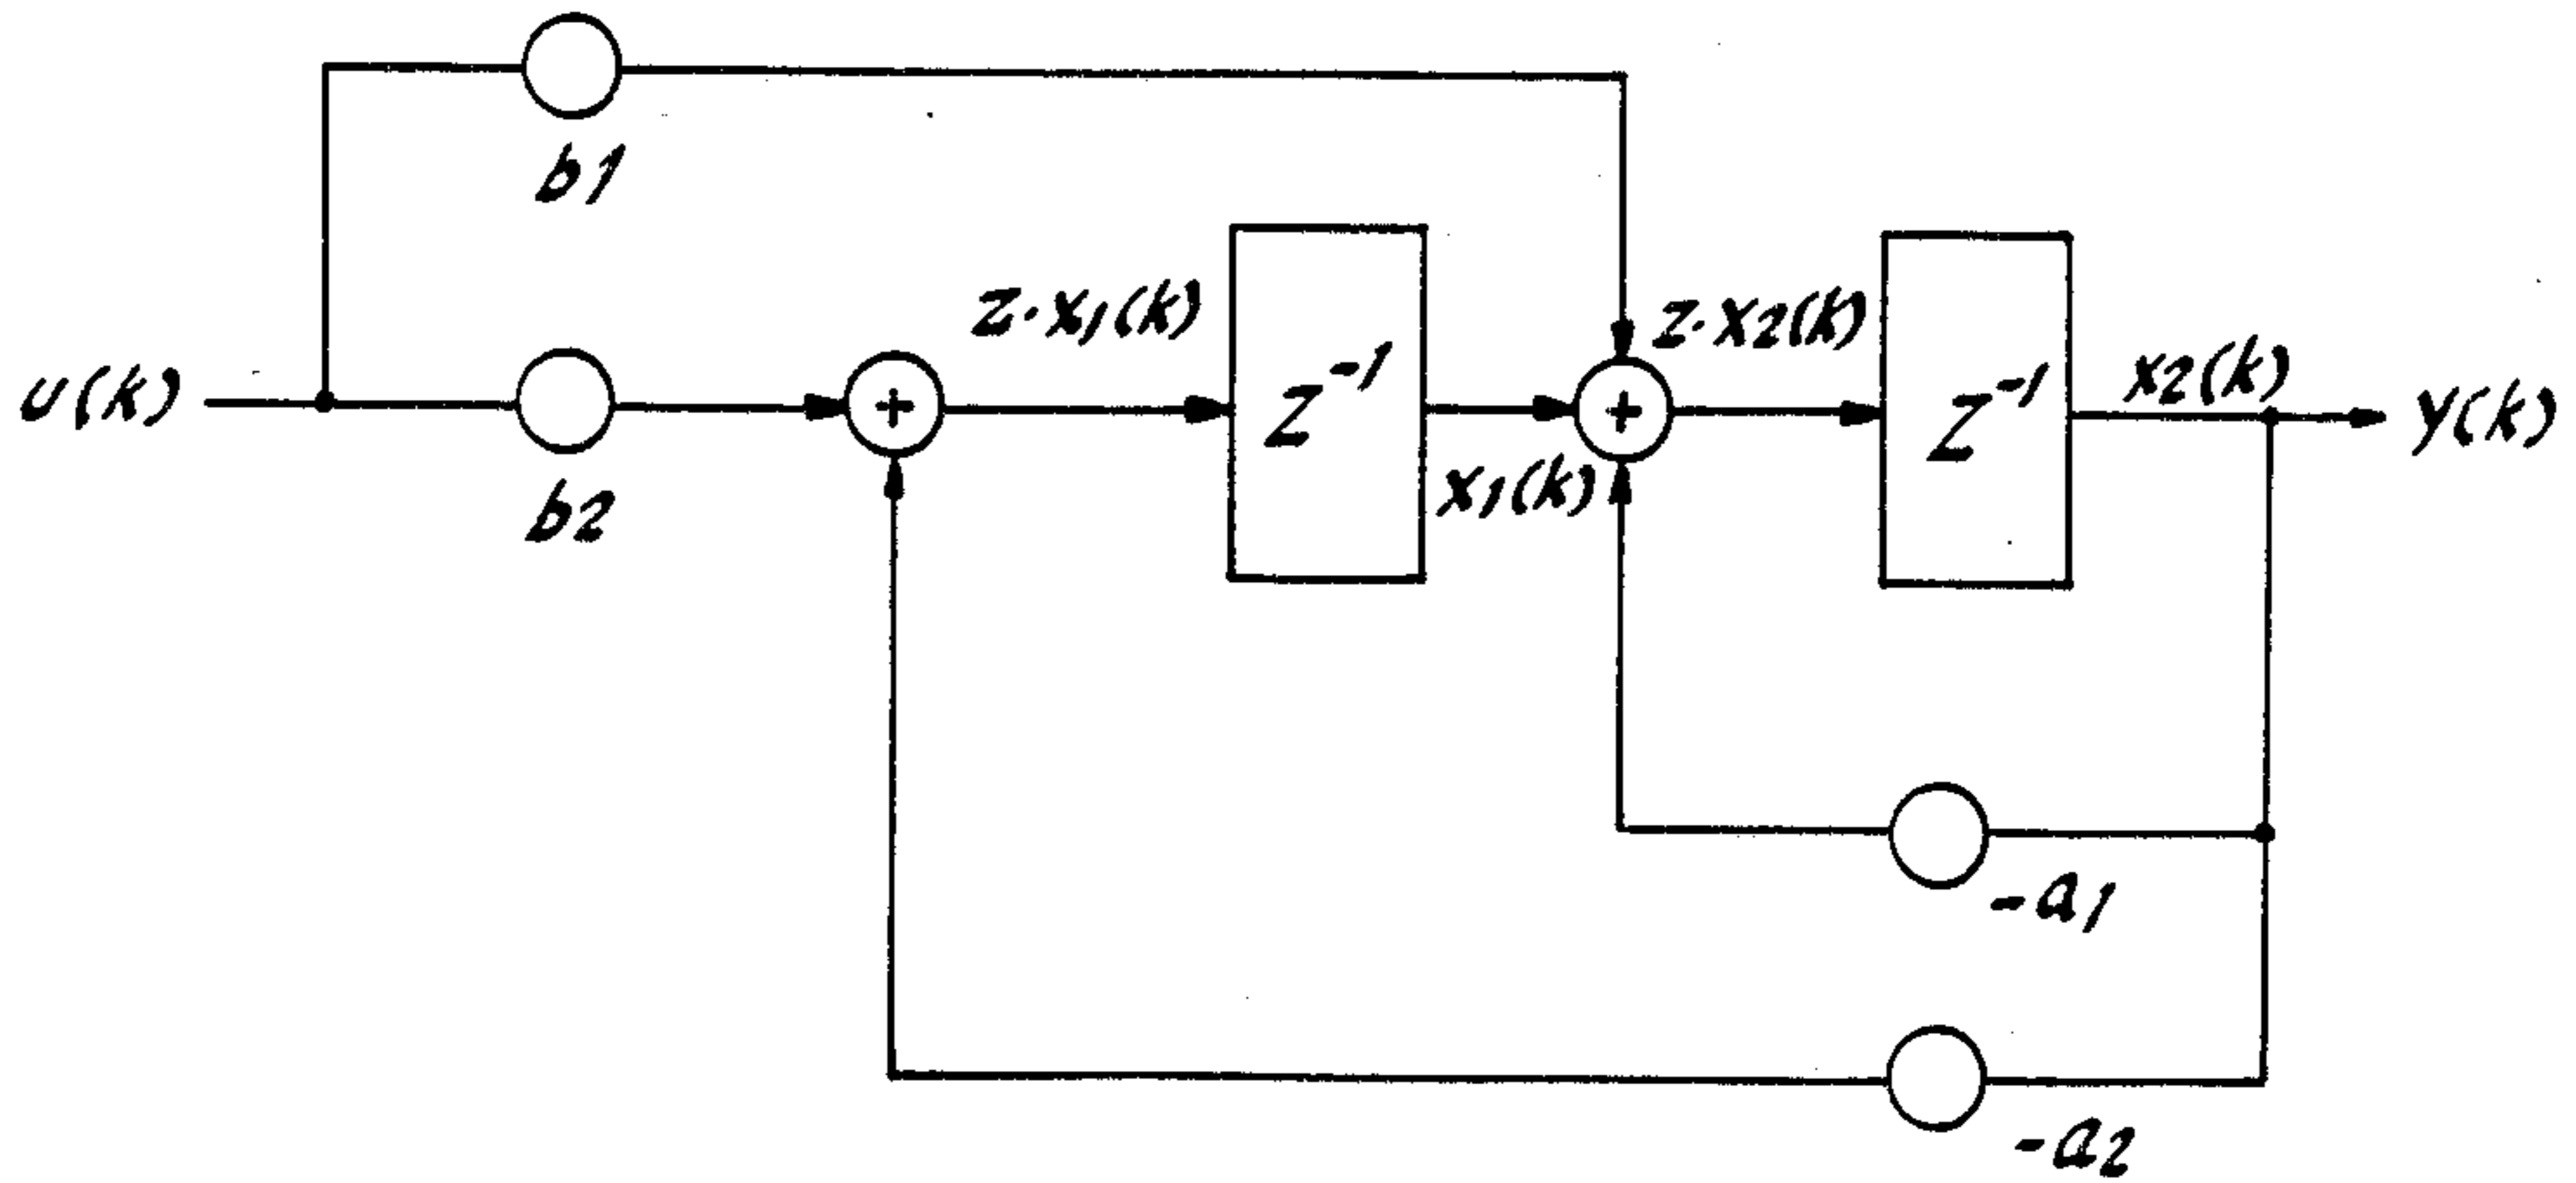 b1
z·x1(k)
z·x2(k)
z^-1
z^-1
x2(k)
u(k)
+
+
y(k)
x1(k)
b2
-a1
-a2